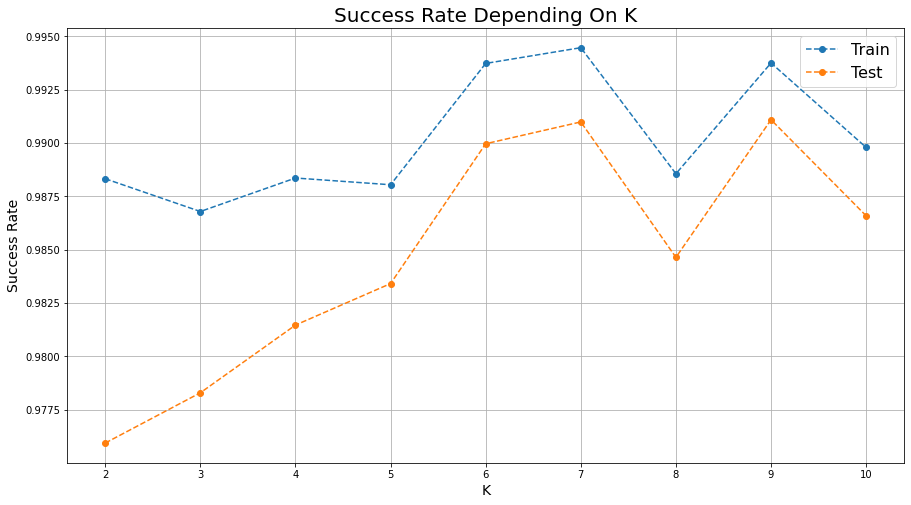 Success Rate Depending On K
0.9950
0.9925
0.9900
0.9875
0.9850
0.9825
0.9800
0.9775
Success Rate
Train
Test
2 3 4 5 6 7 8 9 10
K